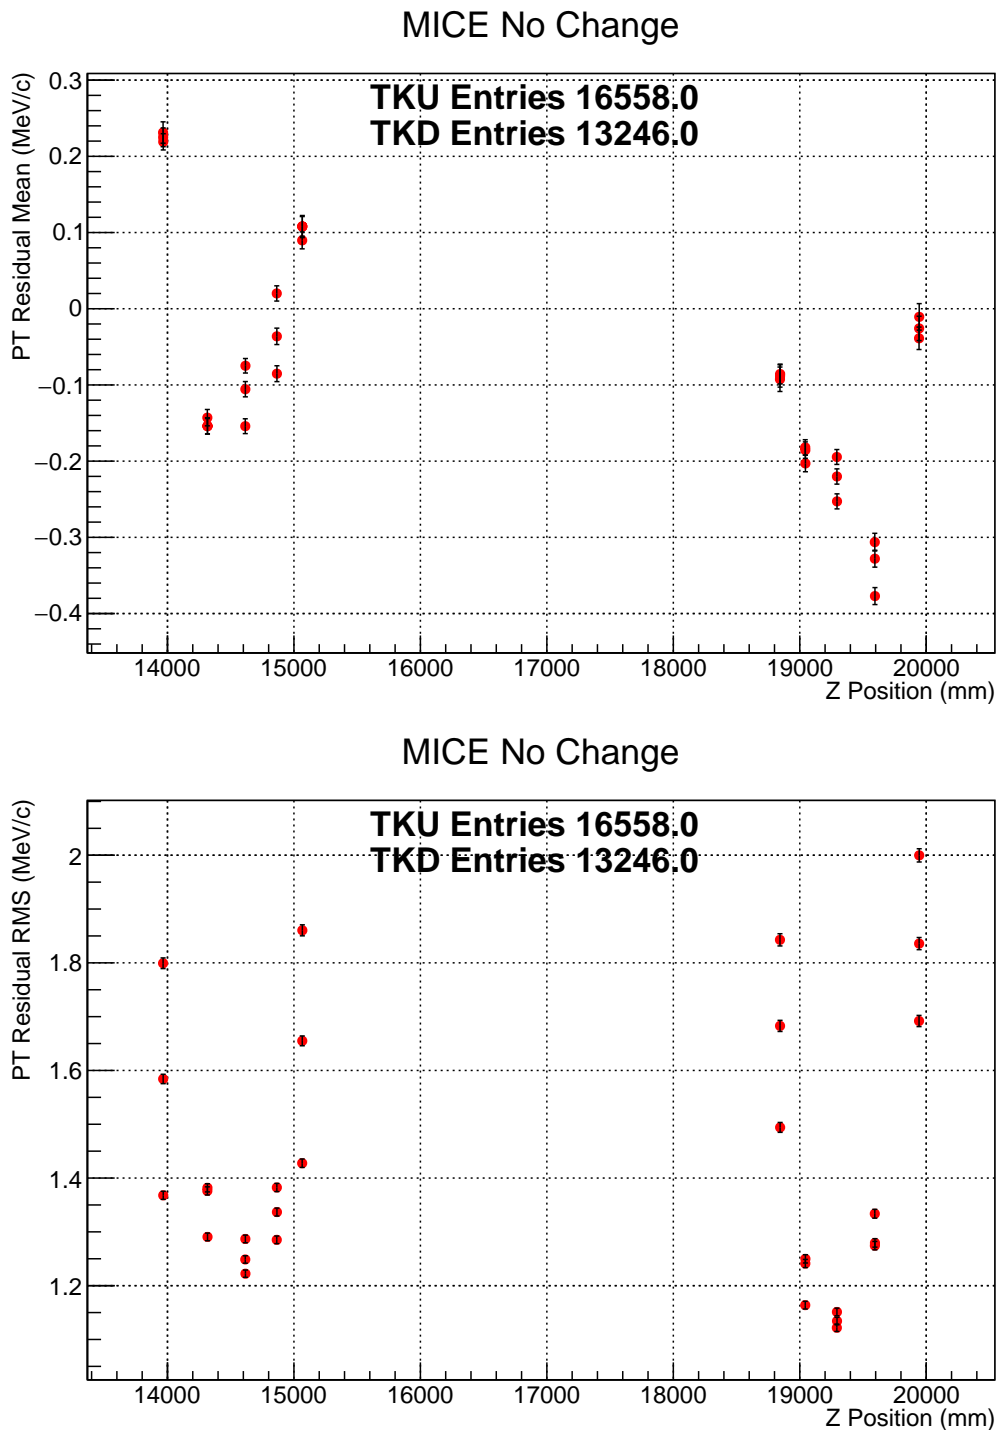 MICE No Change
PT Residual Mean (MeV/c)
TKU Entries 16558.0
TKD Entries 13246.0
0.3
0.2
0.1
0
−0.1
−0.2
−0.3
−0.4
14000 15000 16000 17000 18000 19000 20000
Z Position (mm)
MICE No Change
PT Residual RMS (MeV/c)
TKU Entries 16558.0
TKD Entries 13246.0
2
1.8
1.6
1.4
1.2
14000 15000 16000 17000 18000 19000 20000
Z Position (mm)